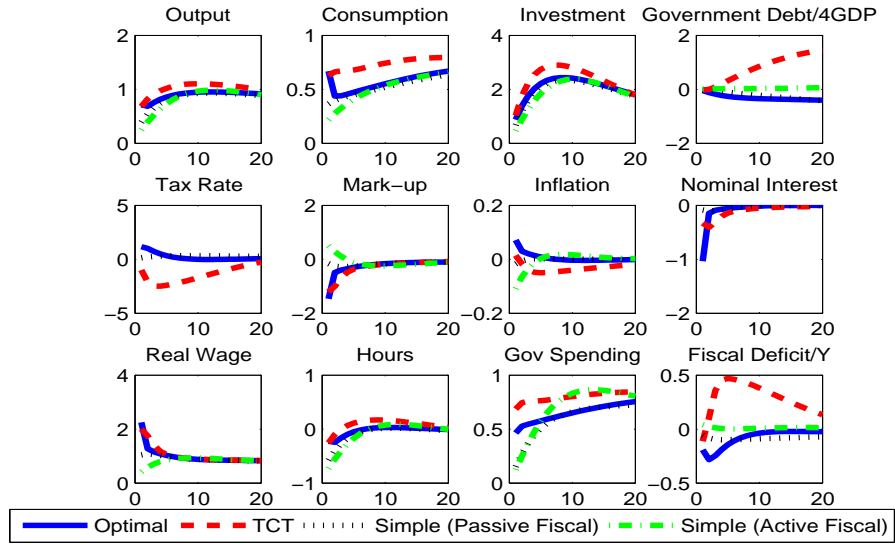 Output Consumption Investment Government Debt/4GDP
2 1 4 2
1 0.5 2 0
0 0 0 −2
0 10 20 0 10 20 0 10 20 0 10 20
Tax Rate Mark−up Inflation Nominal Interest
5 2 0.2 0
0 0 0 −1
−5 −2 −0.2 −2
0 10 20 0 10 20 0 10 20 0 10 20
Real Wage Hours Gov Spending Fiscal Deficit/Y
4 1 1 0.5
2 0 0.5 0
0 −1 0 −0.5
0 10 20 0 10 20 0 10 20 0 10 20
Optimal TCT Simple (Passive Fiscal) Simple (Active Fiscal)